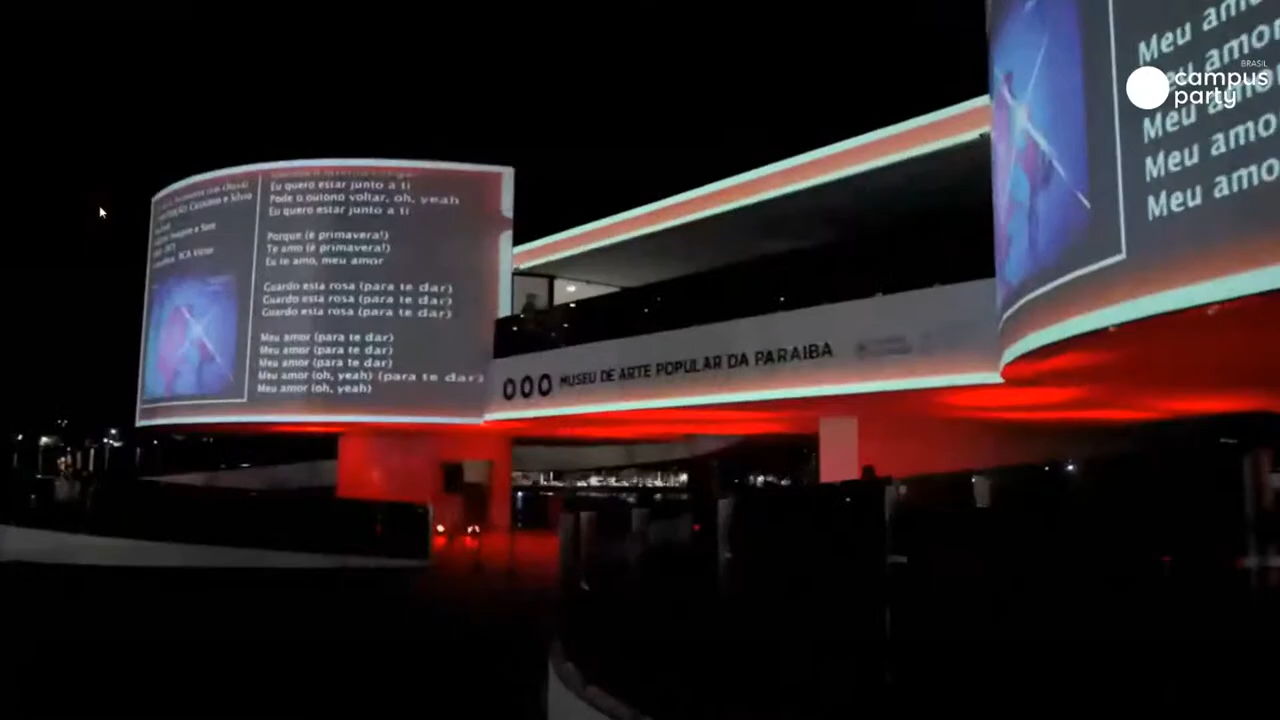 Eu quero estar junto a ti
Pode o outono voltar, oh, yeah
Eu quero estar junto a ti
Porque (é primavera!)
Te amo (é primavera!)
Eu te amo, meu amor
Guardo esta rosa (para te dar)
Guardo esta rosa (para te dar)
Guardo esta rosa (para te dar)
Meu amor (para te dar)
Meu amor (para te dar)
Meu amor (para te dar)
Meu amor (oh, yeah) (para te dar)
Meu amor (oh, yeah)
MUSEU DE ARTE POPULAR DA PARAIBA
Meu amo
Meu amor
Meu amor
Meu amo
Meu amo
BRASIL
campus
party